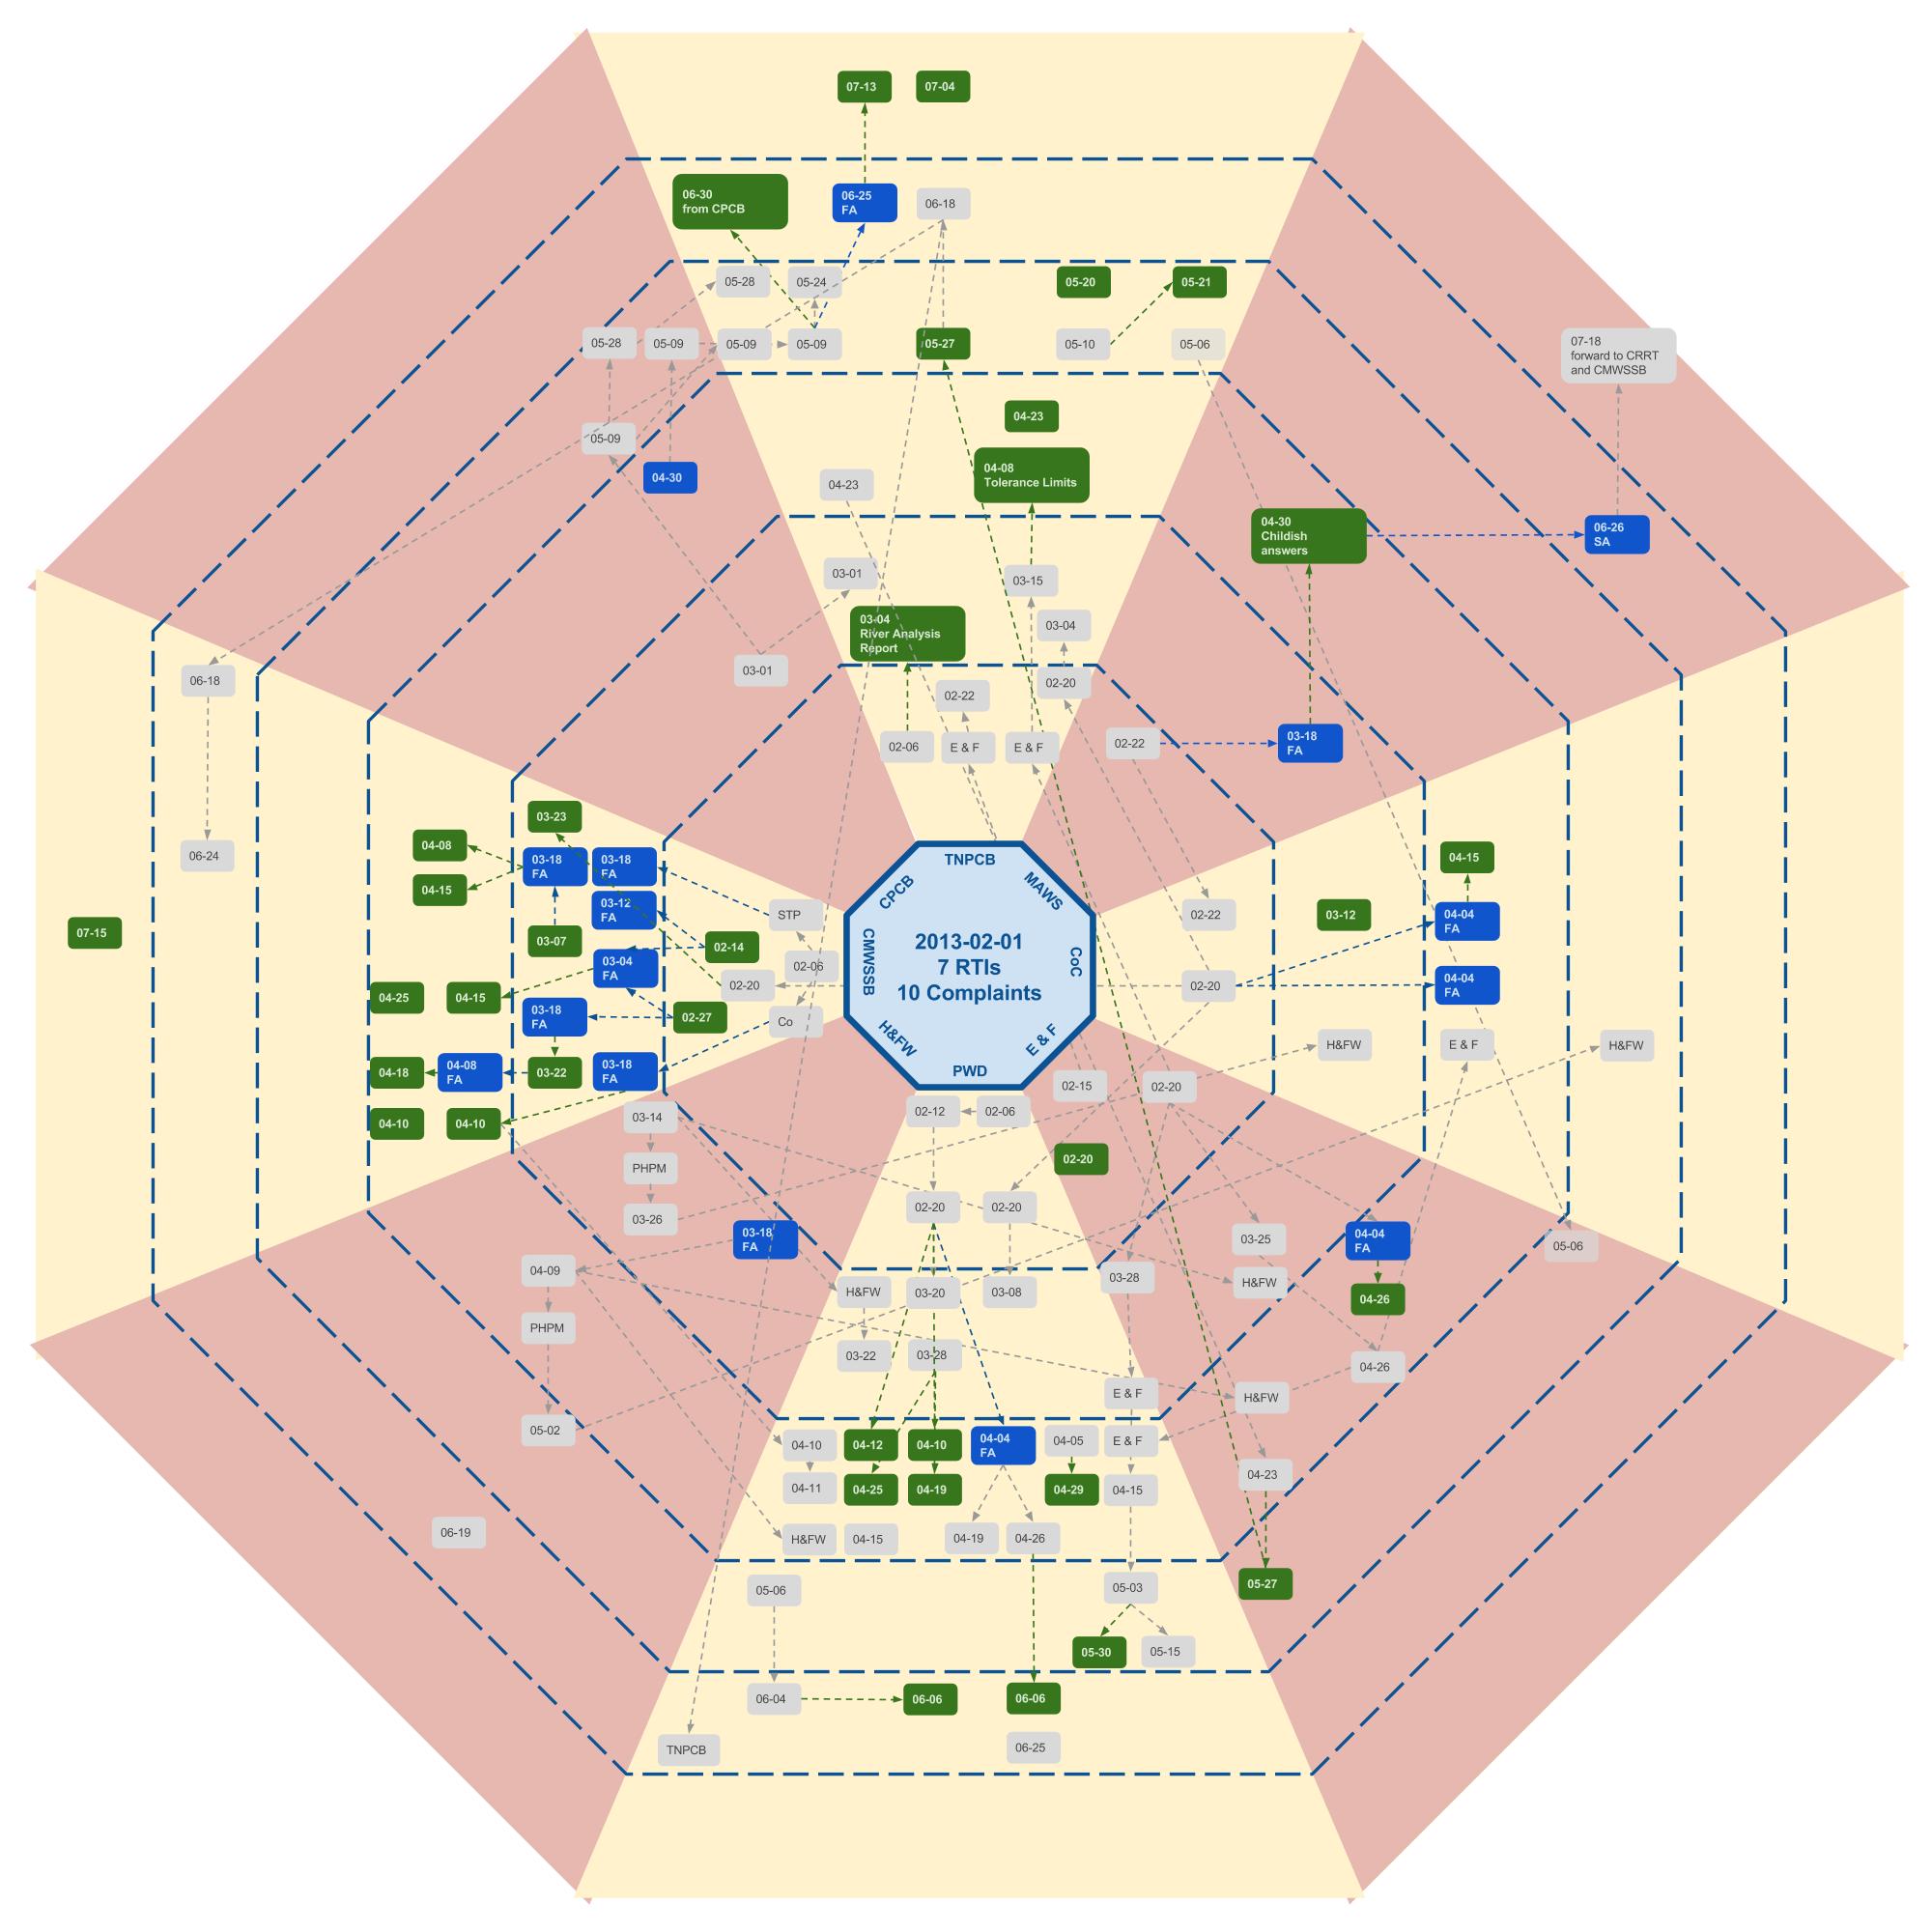 07-13
07-04
06-30
from CPCB
06-25
FA
06-18
05-28
05-24
05-20
05-21
05-28
05-09
05-09
05-09
05-27
05-10
05-06
07-18
forward to CRRT
and CMWSSB
04-23
05-09
04-30
04-23
04-08
Tolerance Limits
04-30
Childish
answers
06-26
SA
03-01
03-15
03-04
River Analysis
Report
03-04
03-01
06-18
02-22
02-20
02-06
E & F
E & F
02-22
03-18
FA
03-23
04-08
03-18
FA
03-18
FA
06-24
04-15
03-12
FA
STP
07-15
03-07
02-14
03-04
FA
02-06
02-20
04-25
04-15
03-18
FA
02-27
Co
04-18
04-08
FA
03-22
03-18
FA
04-10
04-10
TNPCB
CPCB
MAWS
CMWSSB
CoC
2013-02-01
7 RTIs
10 Complaints
H&FW
E & F
PWD
04-15
02-22
03-12
04-04
FA
02-20
04-04
FA
H&FW
E & F
H&FW
02-15
02-20
03-14
02-12
02-06
PHPM
02-20
03-26
02-20
02-20
03-18
FA
03-25
04-04
FA
05-06
04-09
H&FW
03-20
03-08
03-28
H&FW
04-26
PHPM
03-22
03-28
04-26
E & F
H&FW
05-02
04-10
04-12
04-10
04-04
FA
04-05
E & F
04-11
04-25
04-19
04-29
04-15
04-23
06-19
H&FW
04-15
04-19
04-26
05-06
05-03
05-27
05-30
05-15
06-04
06-06
06-06
TNPCB
06-25